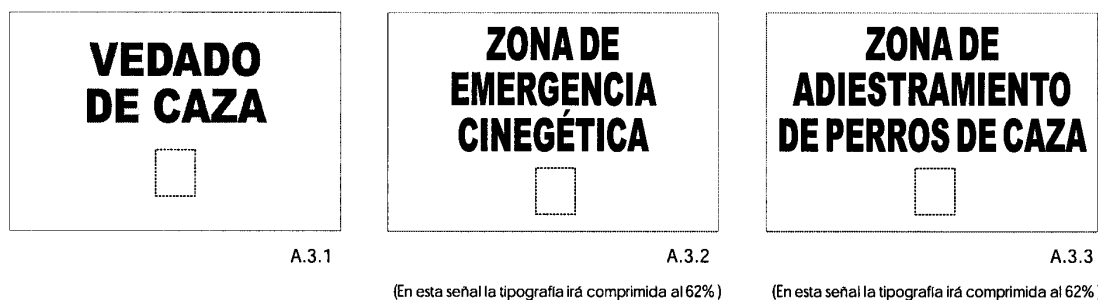 VEDADO
DE CAZA
A.3.1
ZONA DE
EMERGENCIA
CINEGÉTICA
A.3.2
(En esta señal la tipografía irá comprimida al 62%)
ZONA DE
ADIESTRAMIENTO
DE PERROS DE CAZA
A.3.3
(En esta señal la tipografía irá comprimida al 62%)